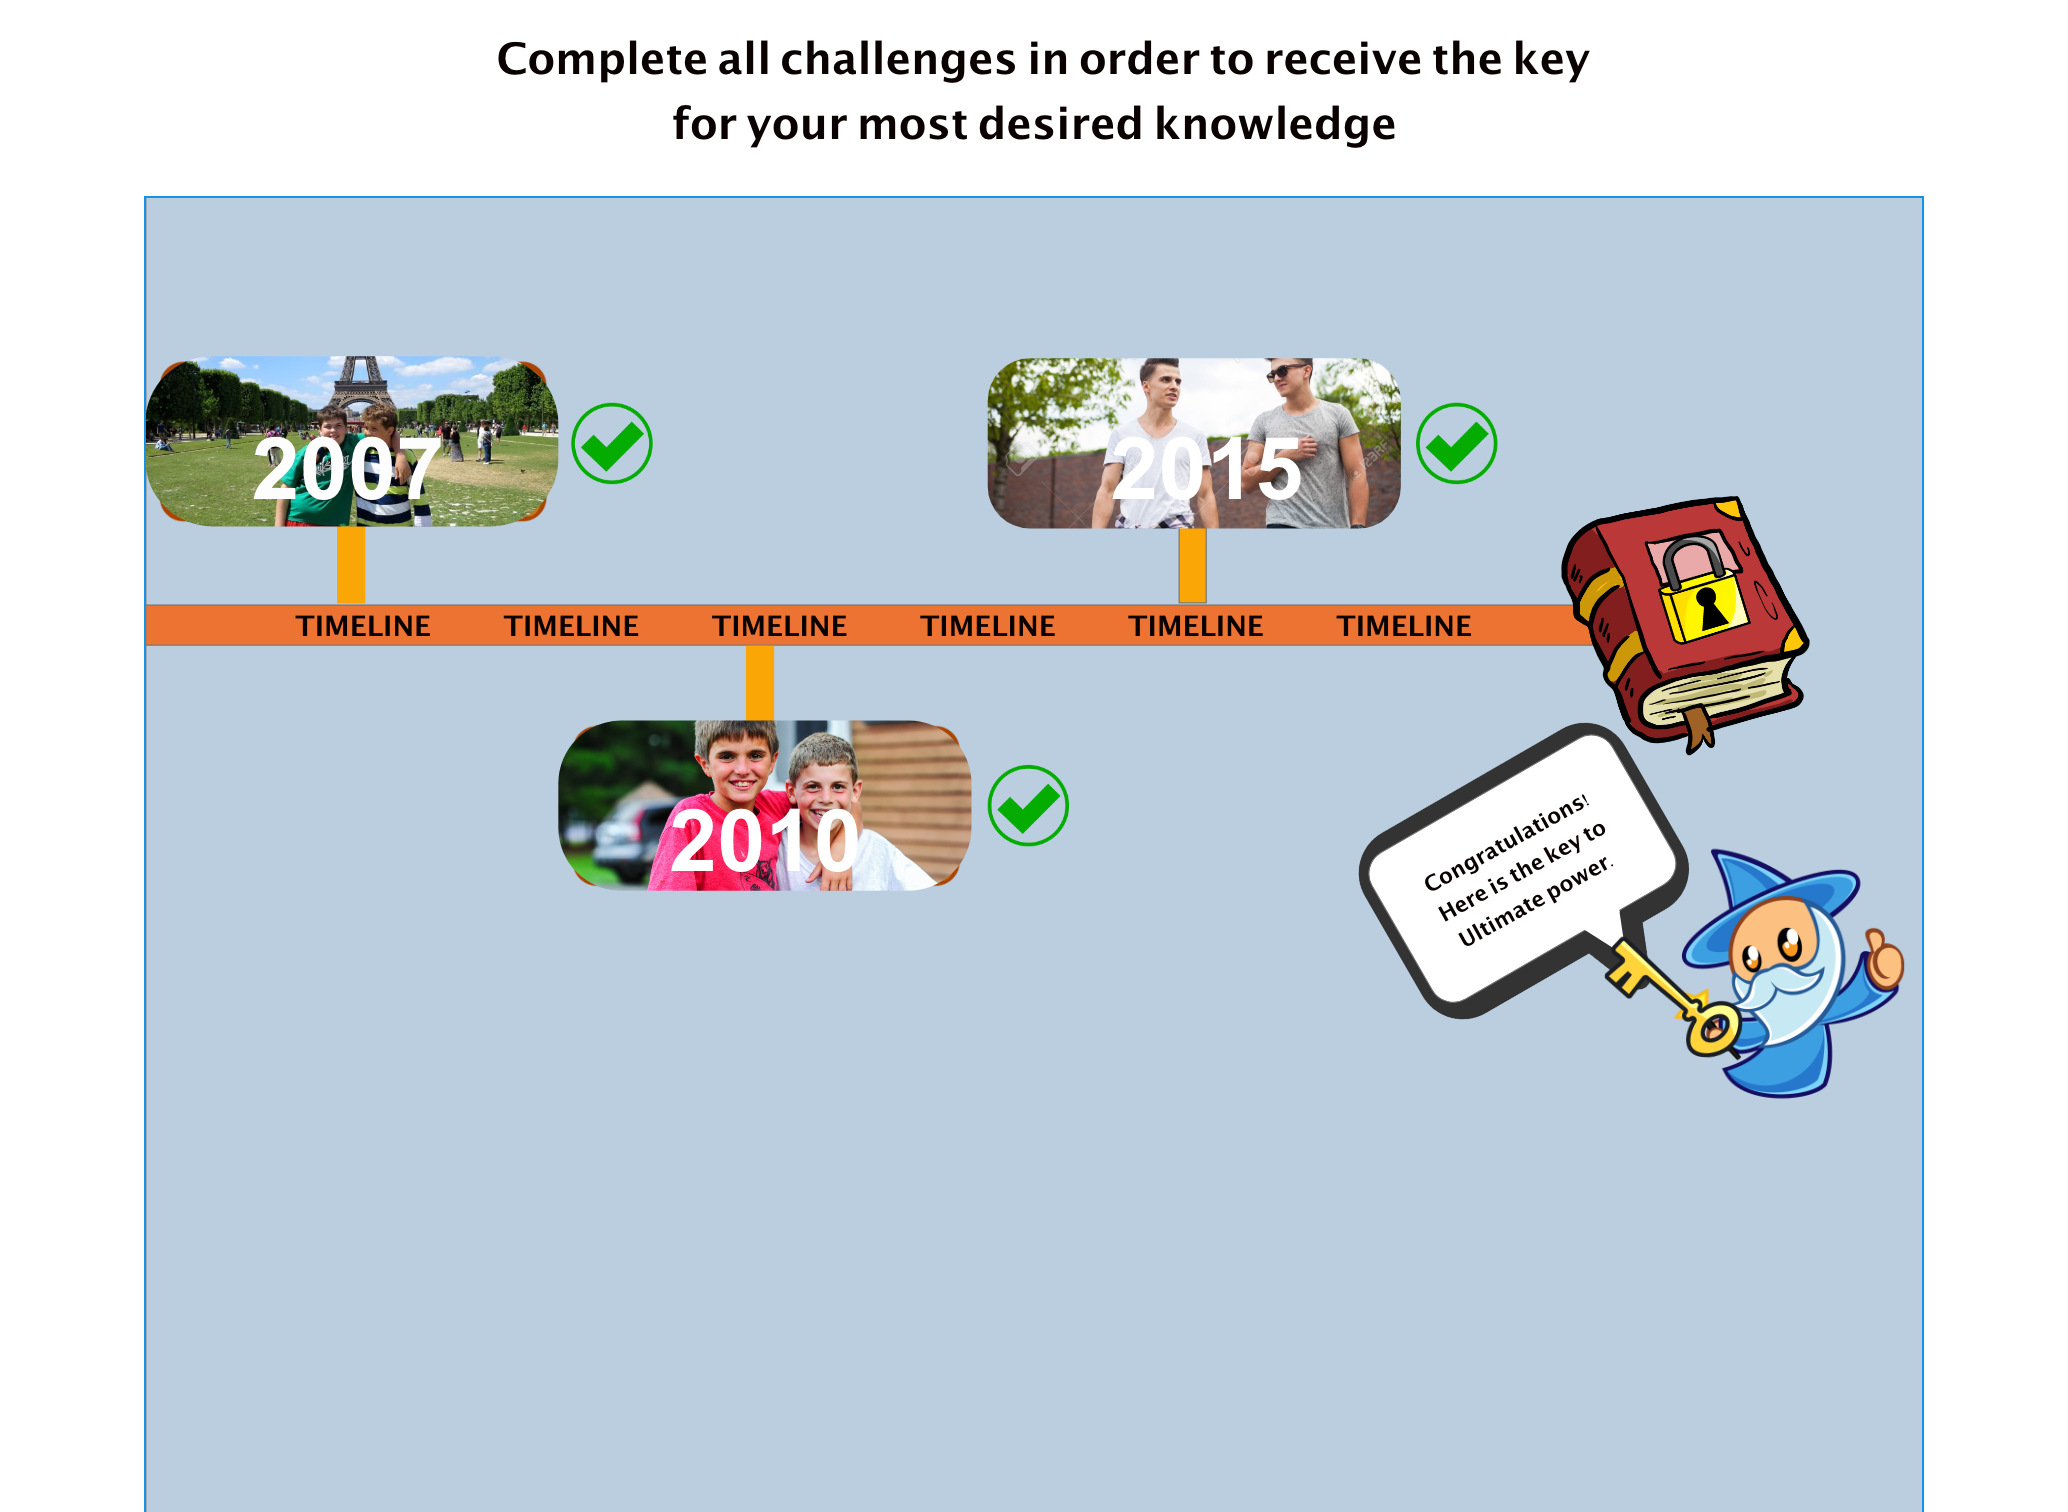 Complete all challenges in order to receive the key
for your most desired knowledge
2007
2015
TIMELINE TIMELINE TIMELINE TIMELINE TIMELINE TIMELINE
2010
Congratulations!
Here is the key to
Ultimate power.